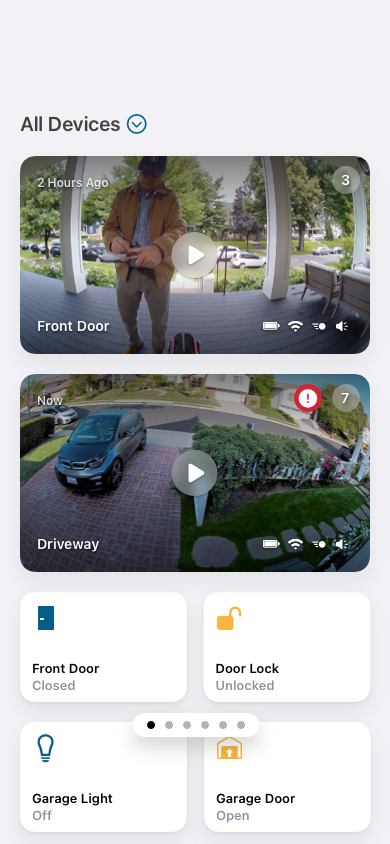 All Devices
2 Hours Ago
3
Front Door
Now
7
Driveway
Front Door
Closed
Door Lock
Unlocked
Garage Light
Off
Garage Door
Open